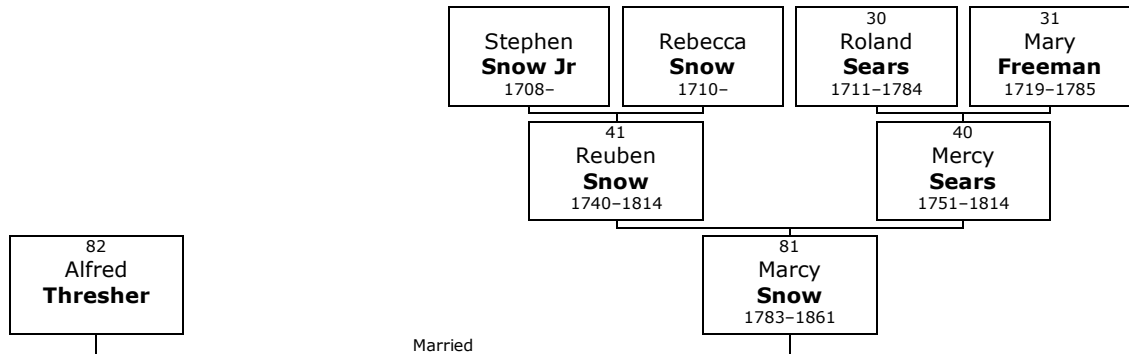 Stephen
Snow Jr
1708–
Rebecca
Snow
1710–
30
Roland
Sears
1711–1784
31
Mary
Freeman
1719–1785
41
Reuben
Snow
1740–1814
40
Mercy
Sears
1751–1814
82
Alfred
Thresher
81
Marcy
Snow
1783–1861
Married